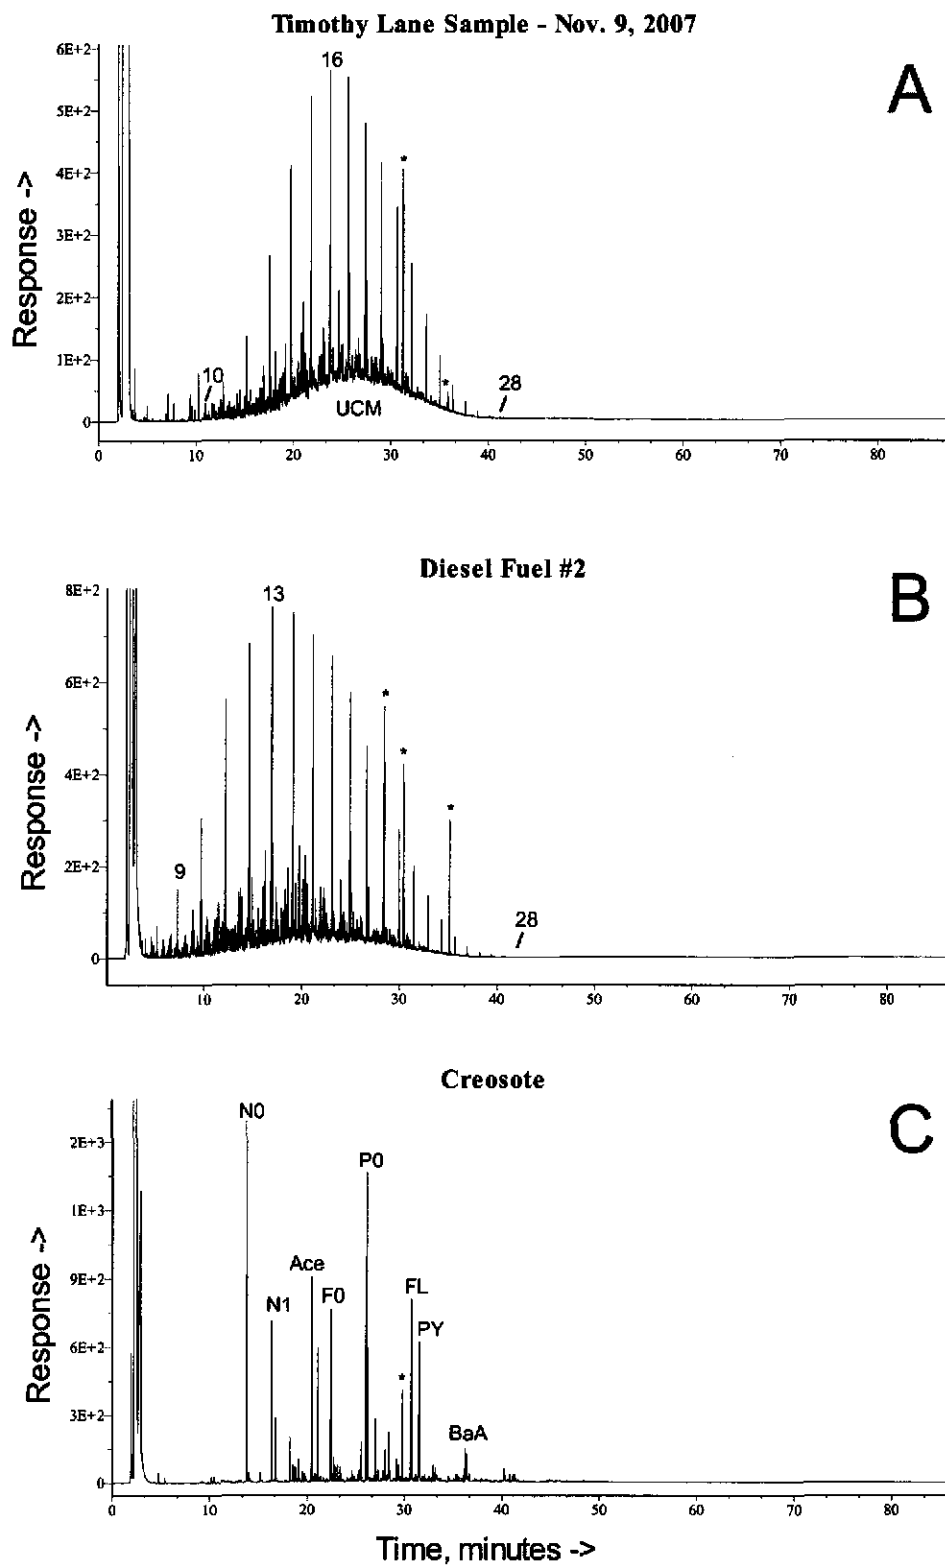 Timothy Lane Sample - Nov. 9, 2007
A
Response ->
6E+2
5E+2
4E+2
3E+2
2E+2
1E+2
0
16
*
10
UCM
*
28
0 10 20 30 40 50 60 70 80
Diesel Fuel #2
B
Response ->
8E+2
6E+2
4E+2
2E+2
0
13
*
*
*
9
28
10 20 30 40 50 60 70 80
Creosote
C
Response ->
2E+3
1E+3
9E+2
6E+2
3E+2
0
N0
P0
Ace
F0
N1
FL
PY
*
BaA
0 10 20 30 40 50 60 70 80
Time, minutes ->